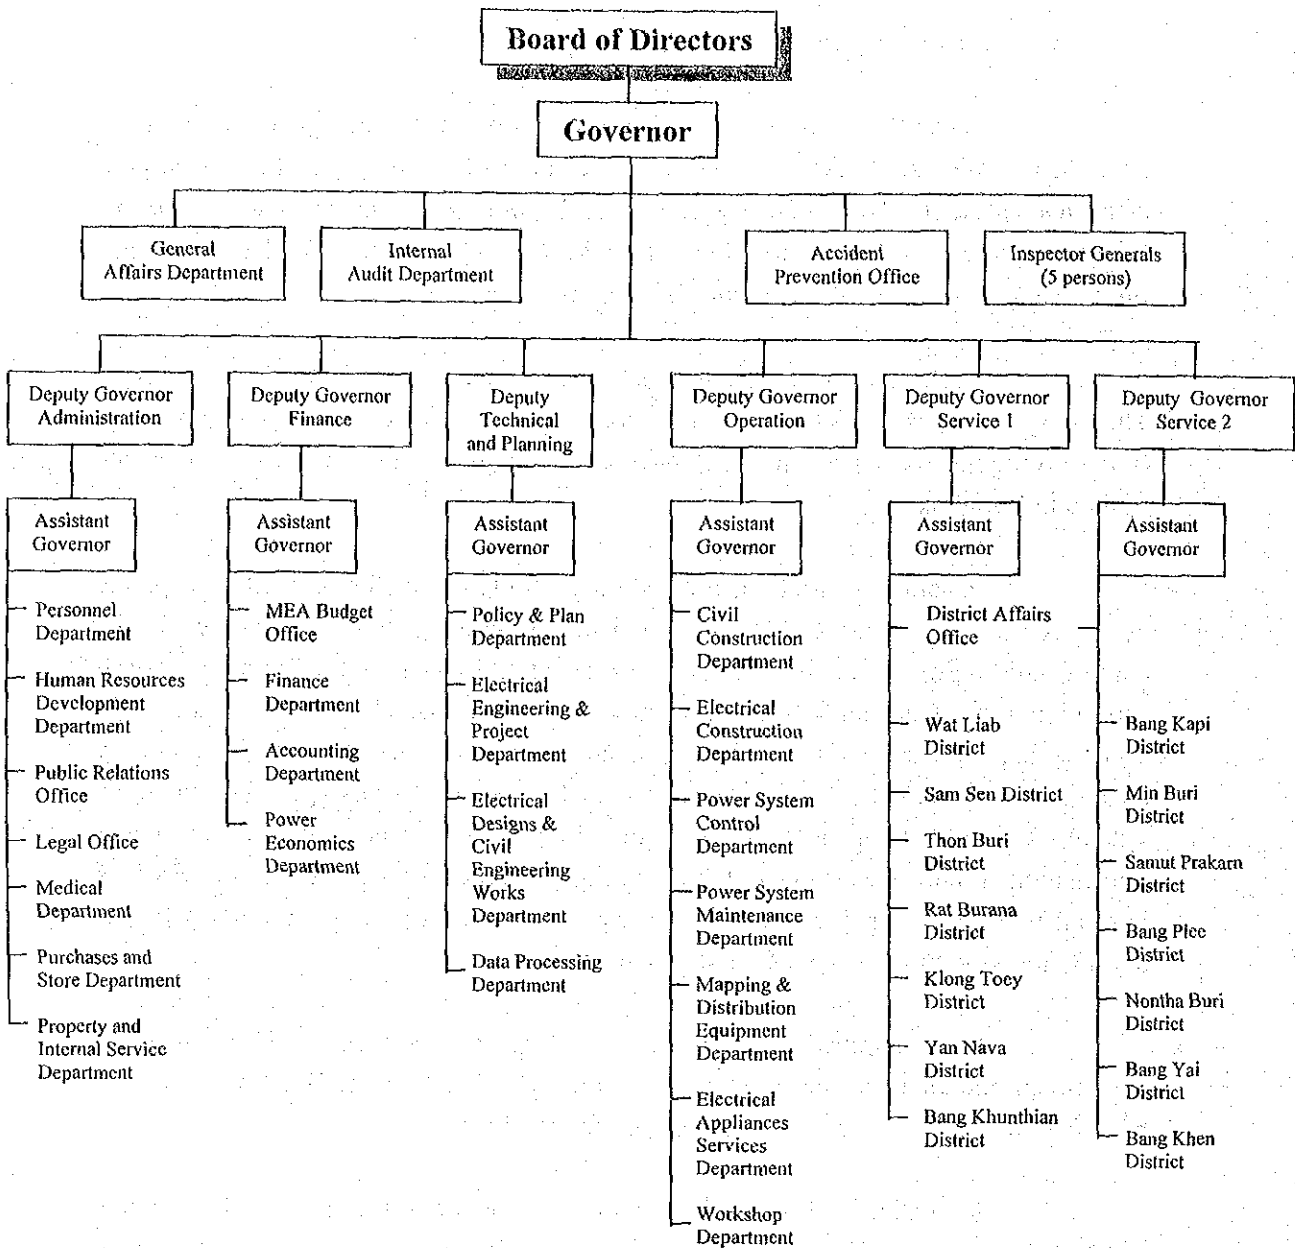 Board of Directors
Governor
General
Affairs Department
Internal
Audit Department
Accident
Prevention Office
Inspector Generals
(5 persons)
Deputy Governor
Administration
Deputy Governor
Finance
Deputy
Technical
and Planning
Deputy Governor
Operation
Deputy Governor
Service 1
Deputy Governor
Service 2
Assistant
Governor
Assistant
Governor
Assistant
Governor
Assistant
Governor
Assistant
Governor
Assistant
Governor
Personnel
Department
Human Resources
Development
Department
Public Relations
Office
Legal Office
Medical
Department
Purchases and
Store Department
Property and
Internal Service
Department
MEA Budget
Office
Finance
Department
Accounting
Department
Power
Economics
Department
Policy & Plan
Department
Electrical
Engineering &
Project
Department
Electrical
Designs &
Civil
Engineering
Works
Department
Data Processing
Department
Civil
Construction
Department
Electrical
Construction
Department
Power System
Control
Department
Power System
Maintenance
Department
Mapping &
Distribution
Equipment
Department
Electrical
Appliances
Services
Department
Workshop
Department
District Affairs
Office
Wat Liab
District
Sam Sen District
Thon Buri
District
Rat Burana
District
Klong Toey
District
Yan Nava
District
Bang Khunthian
District
Bang Kapi
District
Min Buri
District
Samut Prakarn
District
Bang Plee
District
Nontha Buri
District
Bang Yai
District
Bang Khen
District